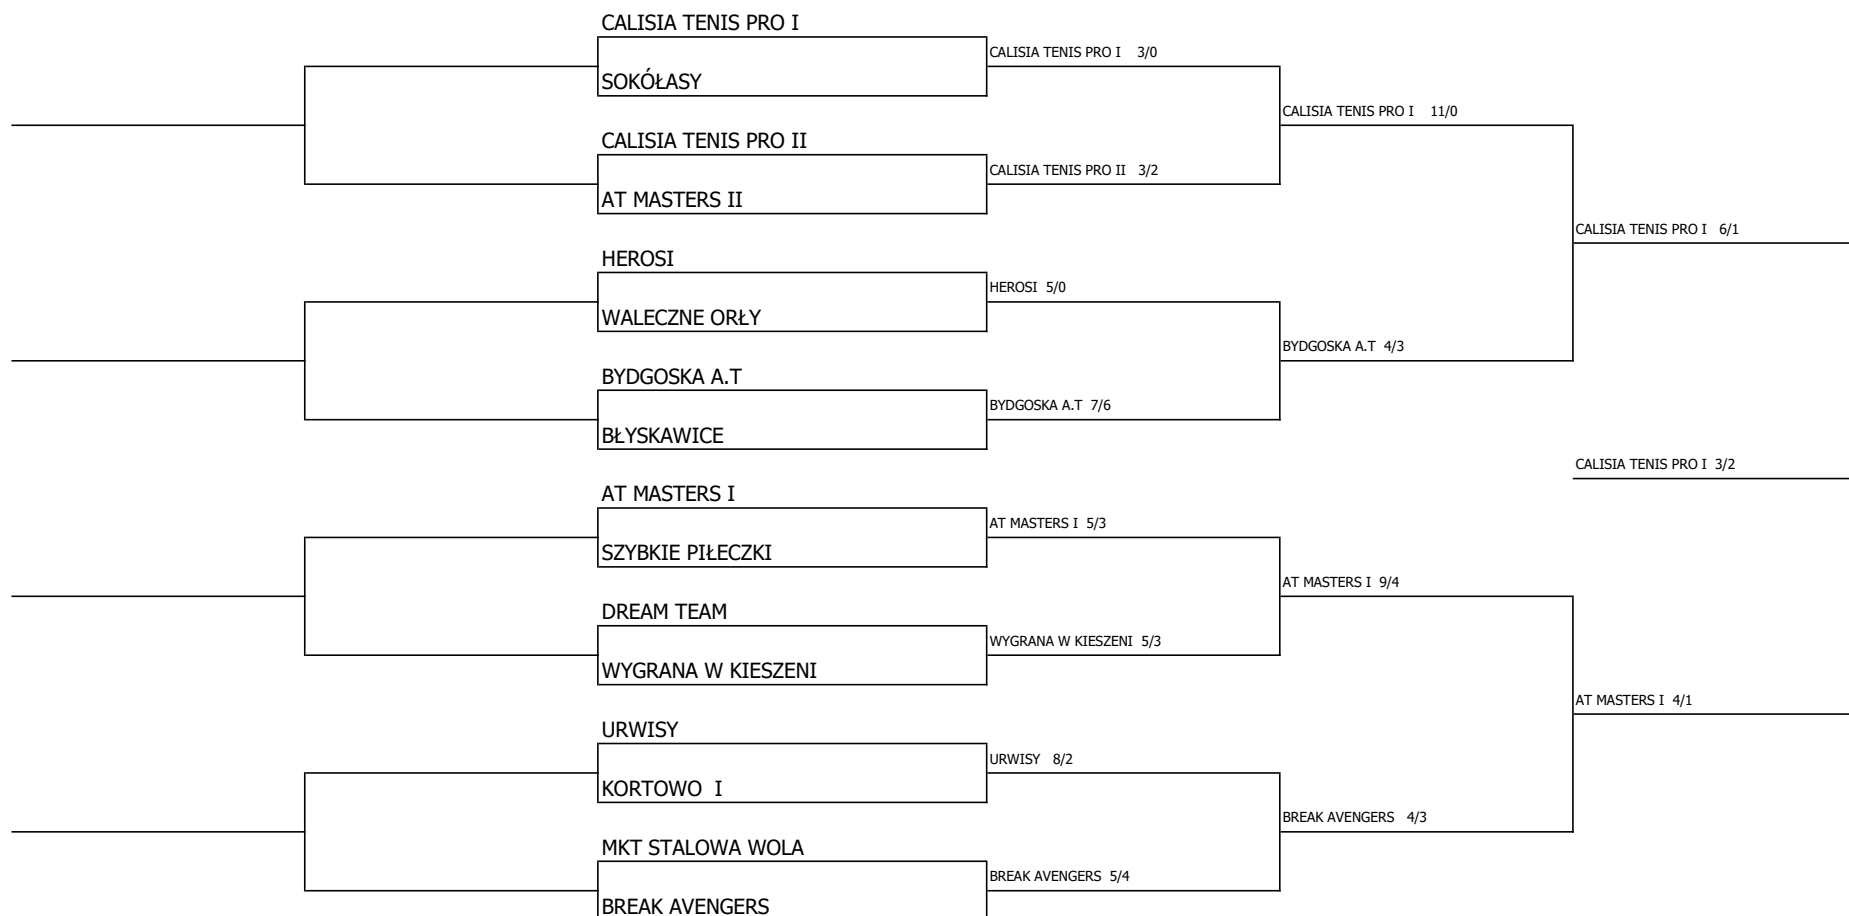 CALISIA TENIS PRO I
CALISIA TENIS PRO I 3/0
SOKÓŁASY
CALISIA TENIS PRO I 11/0
CALISIA TENIS PRO II
CALISIA TENIS PRO II 3/2
AT MASTERS II
CALISIA TENIS PRO I 6/1
HEROSI
HEROSI 5/0
WALECZNE ORŁY
BYDGOSKA A.T 4/3
BYDGOSKA A.T
BYDGOSKA A.T 7/6
BŁYSKAWICE
CALISIA TENIS PRO I 3/2
AT MASTERS I
AT MASTERS I 5/3
SZYBKIE PIŁECZKI
AT MASTERS I 9/4
DREAM TEAM
WYGRANA W KIESZENI 5/3
WYGRANA W KIESZENI
AT MASTERS I 4/1
URWISY
URWISY 8/2
KORTOWO I
BREAK AVENGERS 4/3
MKT STALOWA WOLA
BREAK AVENGERS 5/4
BREAK AVENGERS